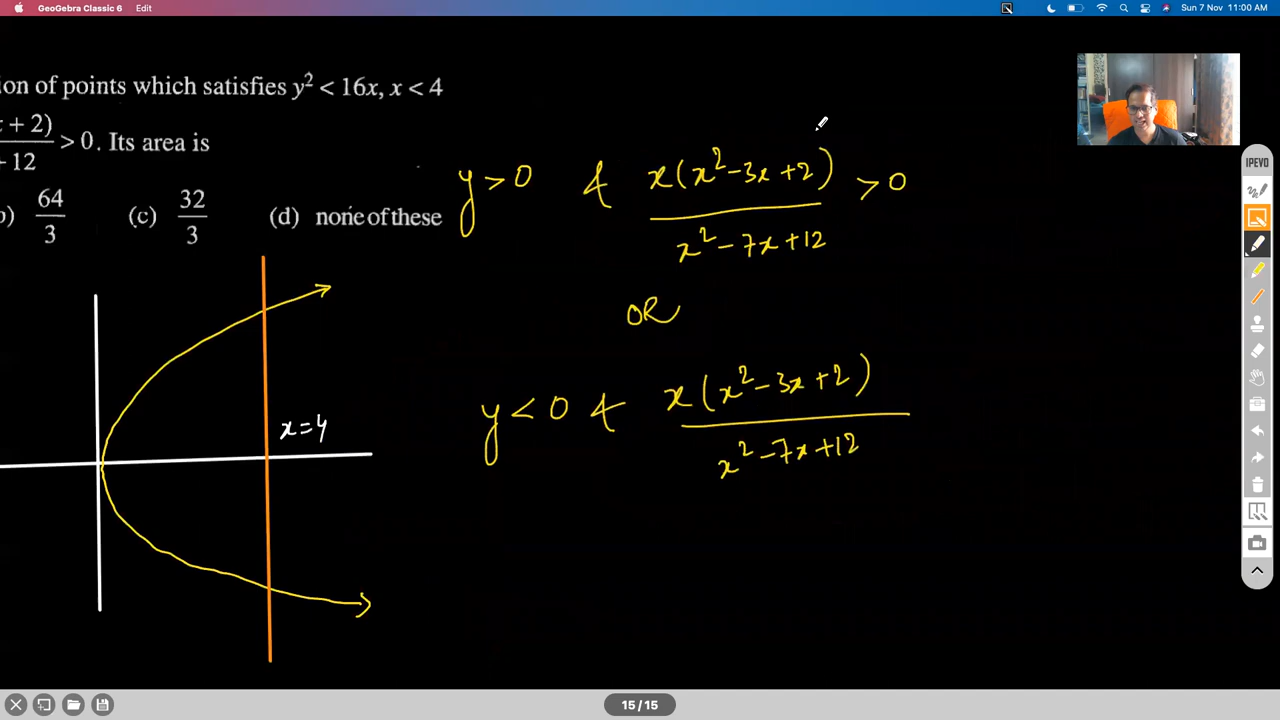 GeoGebra Classic 6 Edit Sun 7 Nov 11:00 AM
ion of points which satisfies y² < 16x, x < 4
x + 2)
+ 12 > 0. Its area is
b) 64/3 (c) 32/3 (d) none of these
y > 0 & x(x² - 3x + 2) / x² - 7x + 12 > 0
OR
y < 0 & x(x² - 3x + 2) / x² - 7x + 12
x = 4
IPEVO
15 / 15